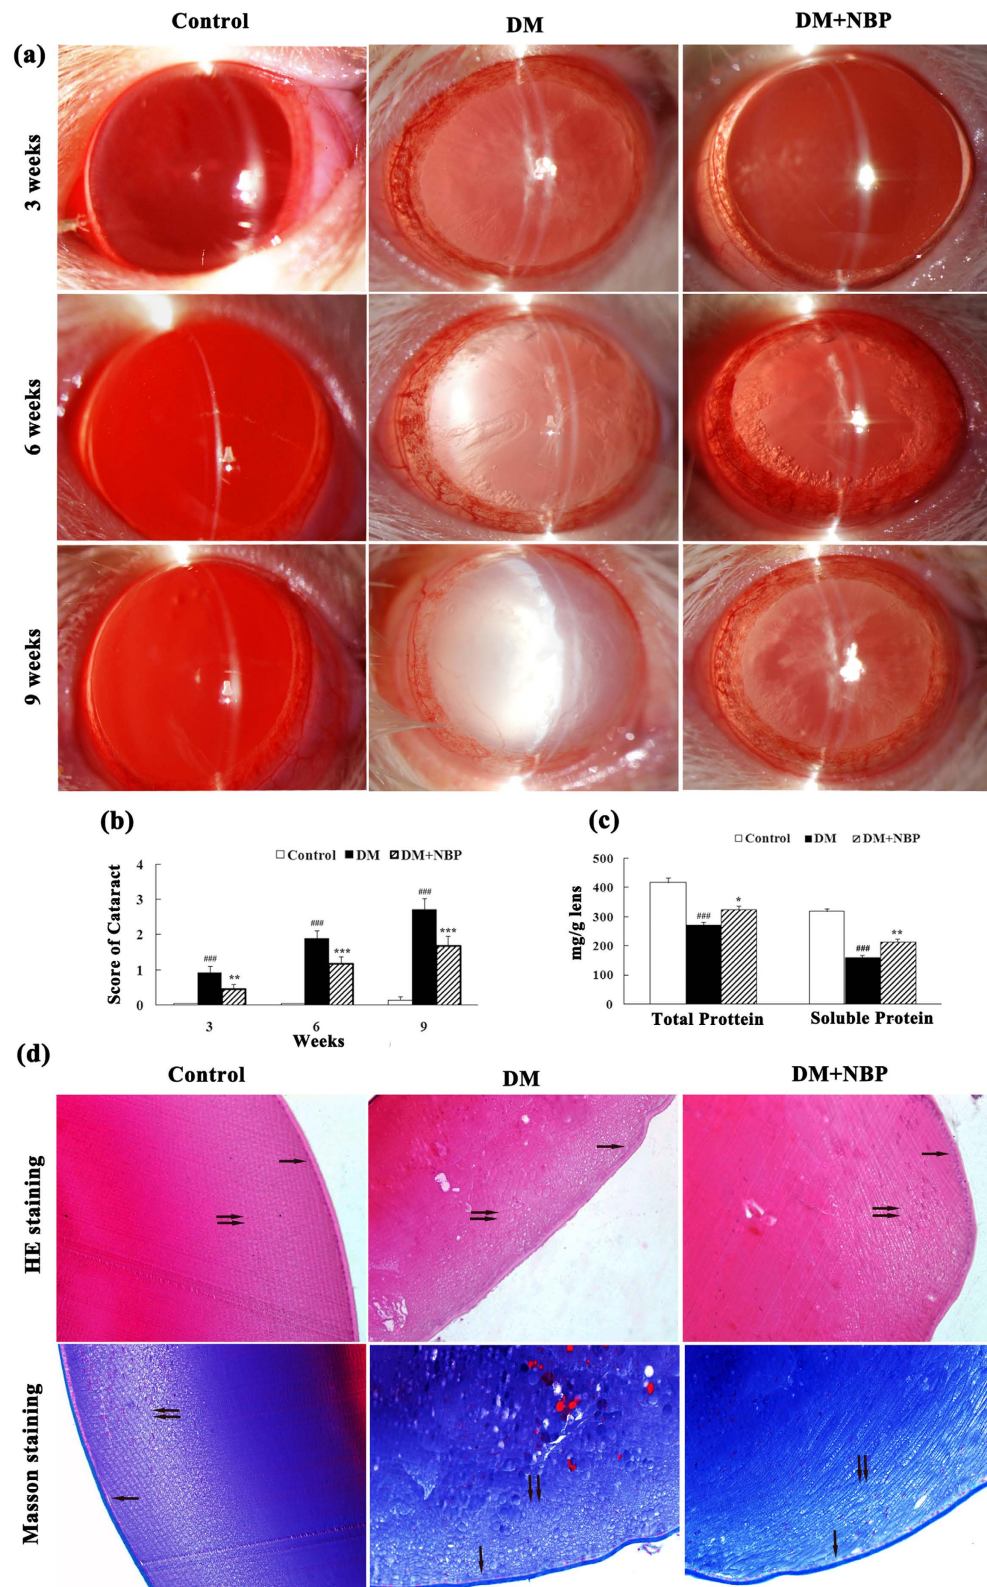 Control DM DM+NBP
(a)
3 weeks
6 weeks
9 weeks
(b)
Control DM DM+NBP
Score of Cataract
4
3
2
1
0
###
**
###
***
###
***
3 6 9
Weeks
(c)
Control DM DM+NBP
mg/g lens
500
400
300
200
100
0
###
*
###
**
Total Prottein Soluble Protein
(d)
Control DM DM+NBP
HE staining
Masson staining